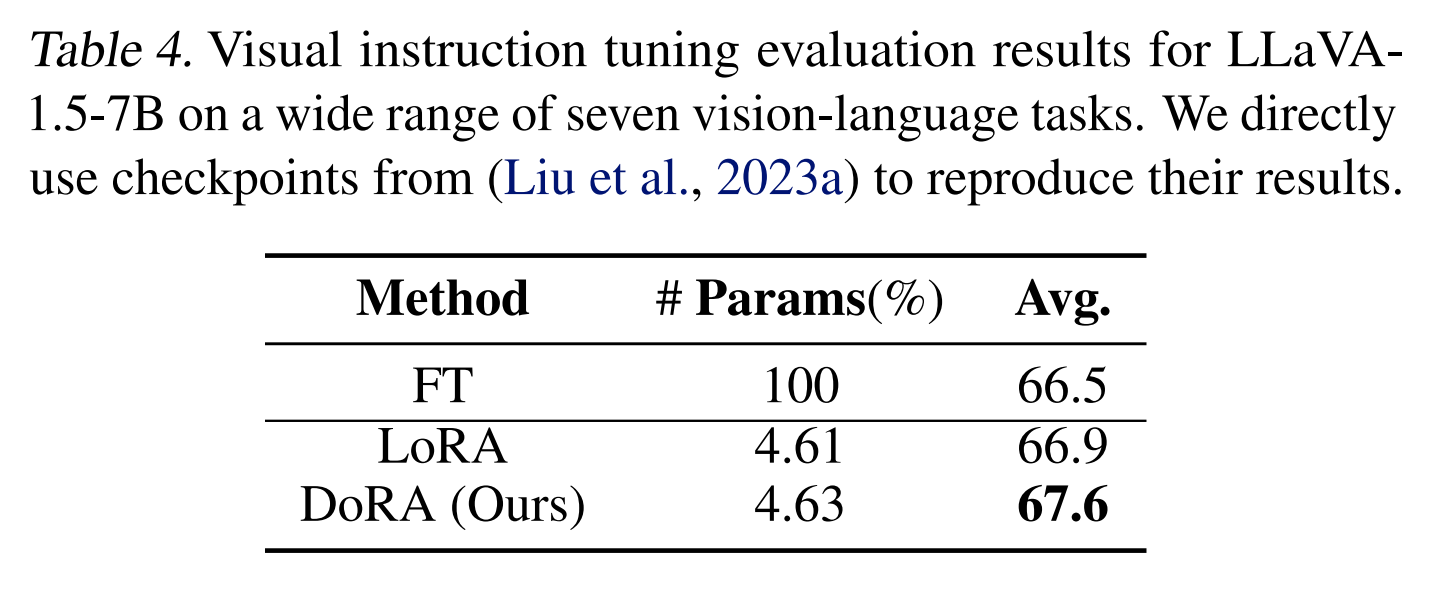 Table 4. Visual instruction tuning evaluation results for LLaVA-
1.5-7B on a wide range of seven vision-language tasks. We directly
use checkpoints from (Liu et al., 2023a) to reproduce their results.
Method # Params(%) Avg.
FT 100 66.5
LoRA 4.61 66.9
DoRA (Ours) 4.63 67.6